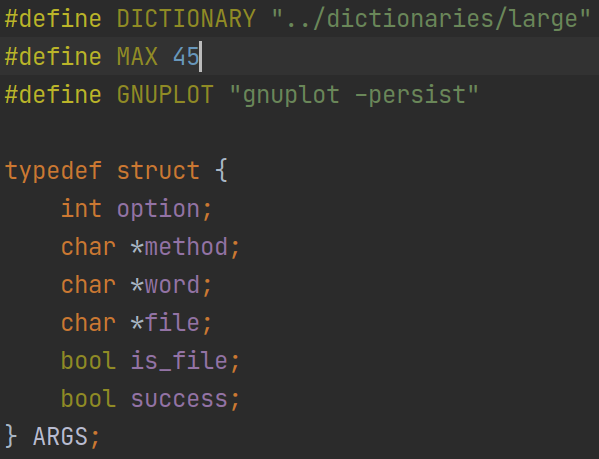 #define DICTIONARY "../dictionaries/large"
#define MAX 45
#define GNUPLOT "gnuplot -persist"
typedef struct {
    int option;
    char *method;
    char *word;
    char *file;
    bool is_file;
    bool success;
} ARGS;